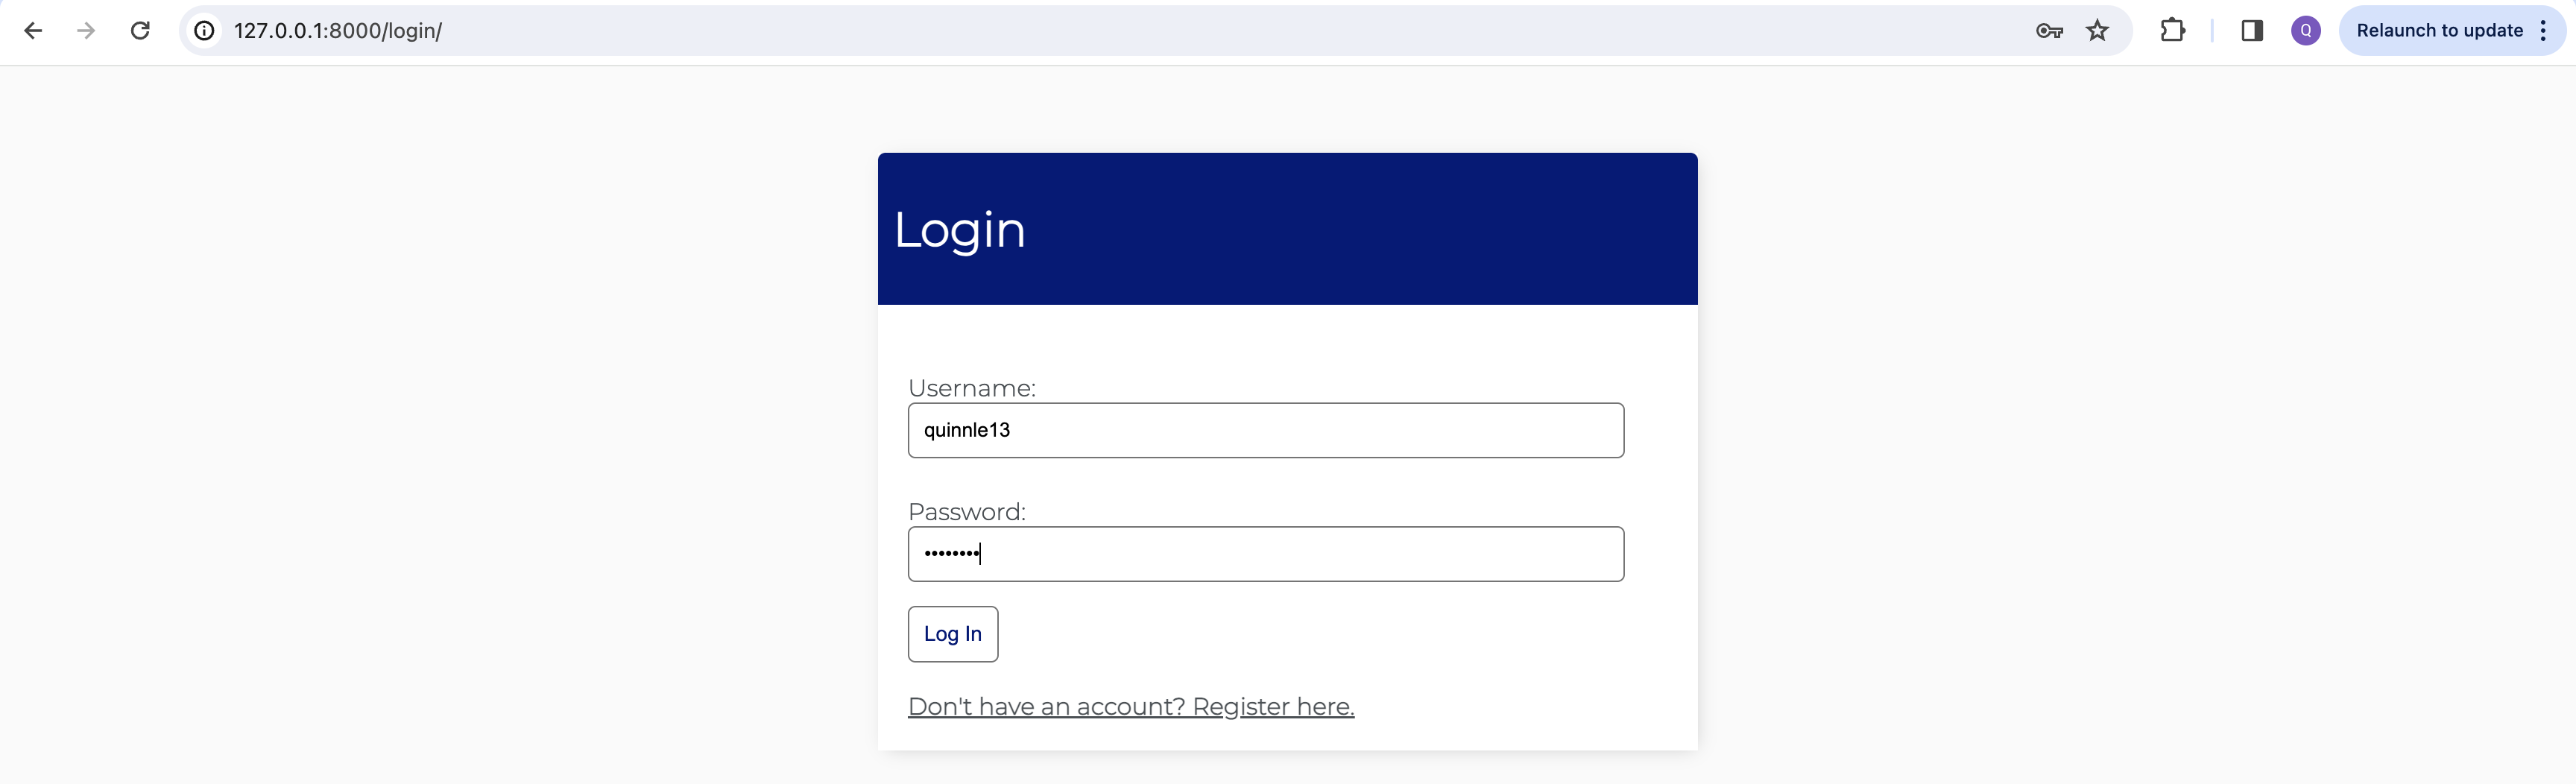 127.0.0.1:8000/login/
Q
Relaunch to update
Login
Username:
quinnle13
Password:
••••••••
Log In
Don't have an account? Register here.